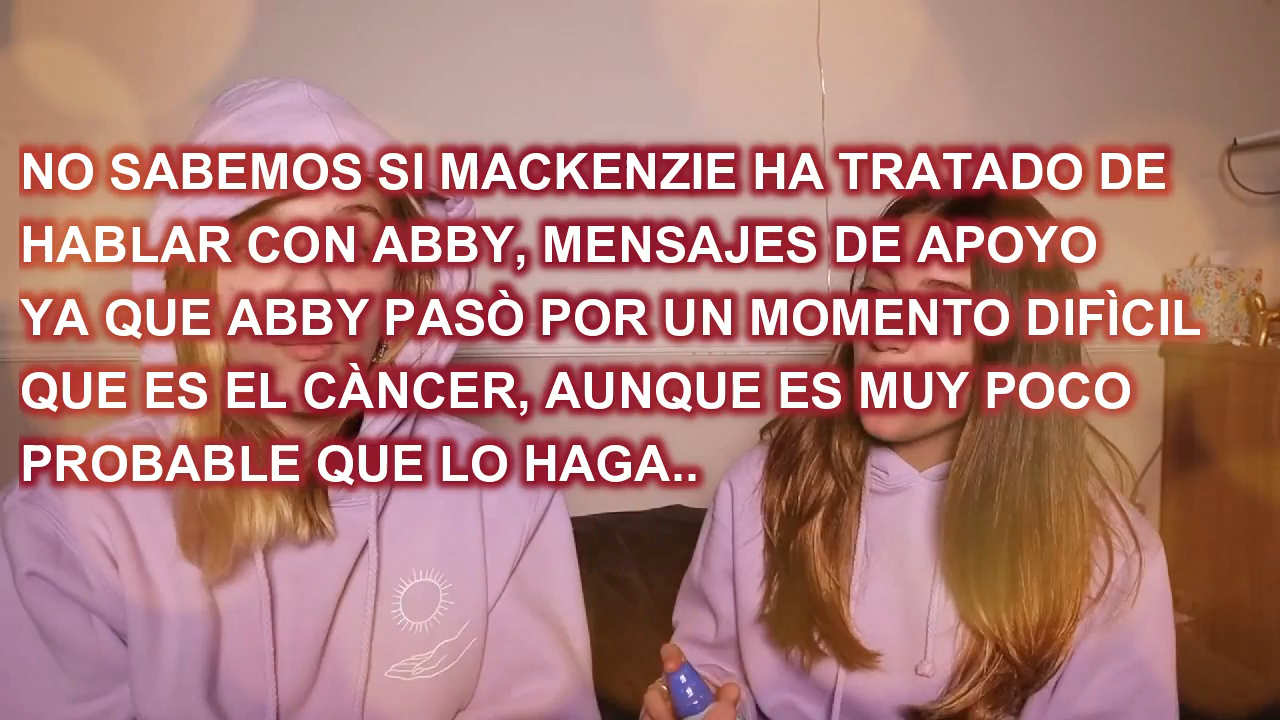 NO SABEMOS SI MACKENZIE HA TRATADO DE
HABLAR CON ABBY, MENSAJES DE APOYO
YA QUE ABBY PASÒ POR UN MOMENTO DIFÌCIL
QUE ES EL CÀNCER, AUNQUE ES MUY POCO
PROBABLE QUE LO HAGA..